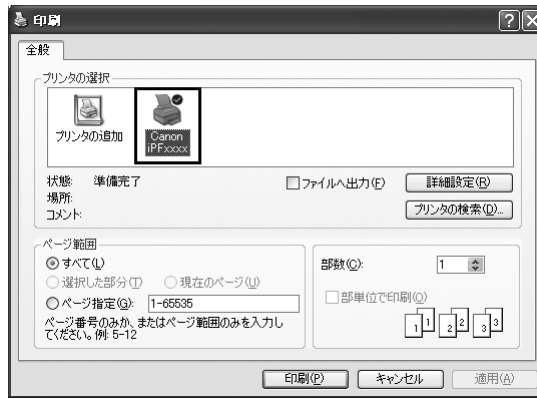 印刷
全般
プリンタの選択
プリンタの追加
Canon
iPFxxxx
状態: 準備完了
場所:
コメント:
ファイルへ出力(F)
詳細設定(R)
プリンタの検索(D)...
ページ範囲
すべて(L)
選択した部分(T) 現在のページ(U)
ページ指定(G): 1-65535
ページ番号のみか、またはページ範囲のみを入力し
てください。例: 5-12
部数(C): 1
部単位で印刷(O)
1 1 2 2 3 3
印刷(P) キャンセル 適用(A)